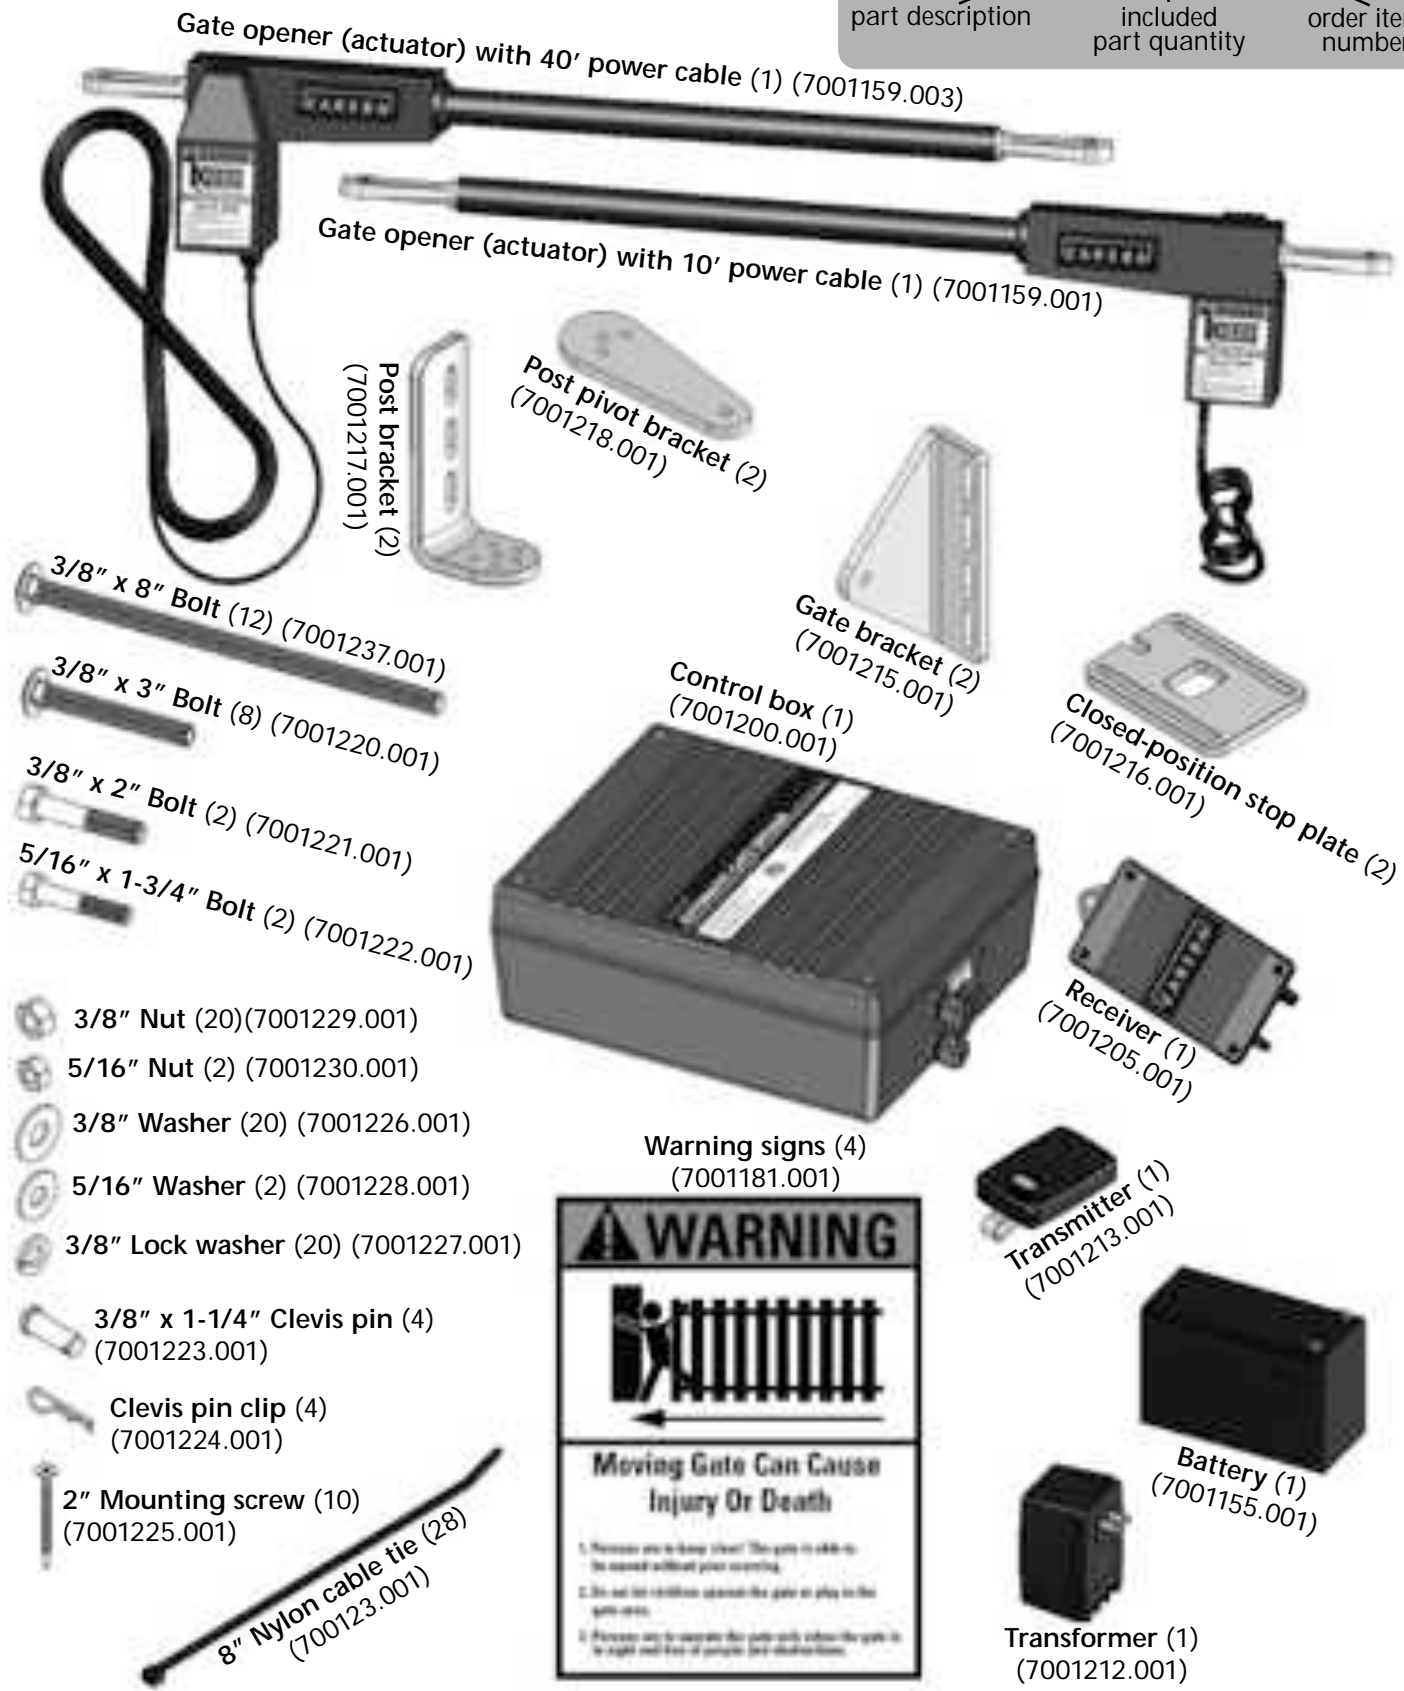 part description
included
part quantity
order ite
number
Gate opener (actuator) with 40’ power cable (1) (7001159.003)
Gate opener (actuator) with 10’ power cable (1) (7001159.001)
Post bracket (2)
(7001217.001)
Post pivot bracket (2)
(7001218.001)
Gate bracket (2)
(7001215.001)
Closed-position stop plate (2)
(7001216.001)
3/8” x 8” Bolt (12) (7001237.001)
3/8” x 3” Bolt (8) (7001220.001)
3/8” x 2” Bolt (2) (7001221.001)
5/16” x 1-3/4” Bolt (2) (7001222.001)
Control box (1)
(7001200.001)
Receiver (1)
(7001205.001)
3/8” Nut (20)(7001229.001)
5/16” Nut (2) (7001230.001)
3/8” Washer (20) (7001226.001)
5/16” Washer (2) (7001228.001)
3/8” Lock washer (20) (7001227.001)
3/8” x 1-1/4” Clevis pin (4)
(7001223.001)
Clevis pin clip (4)
(7001224.001)
2” Mounting screw (10)
(7001225.001)
8” Nylon cable tie (28)
(700123.001)
Warning signs (4)
(7001181.001)
WARNING
Moving Gate Can Cause
Injury Or Death
Transmitter (1)
(7001213.001)
Battery (1)
(7001155.001)
Transformer (1)
(7001212.001)